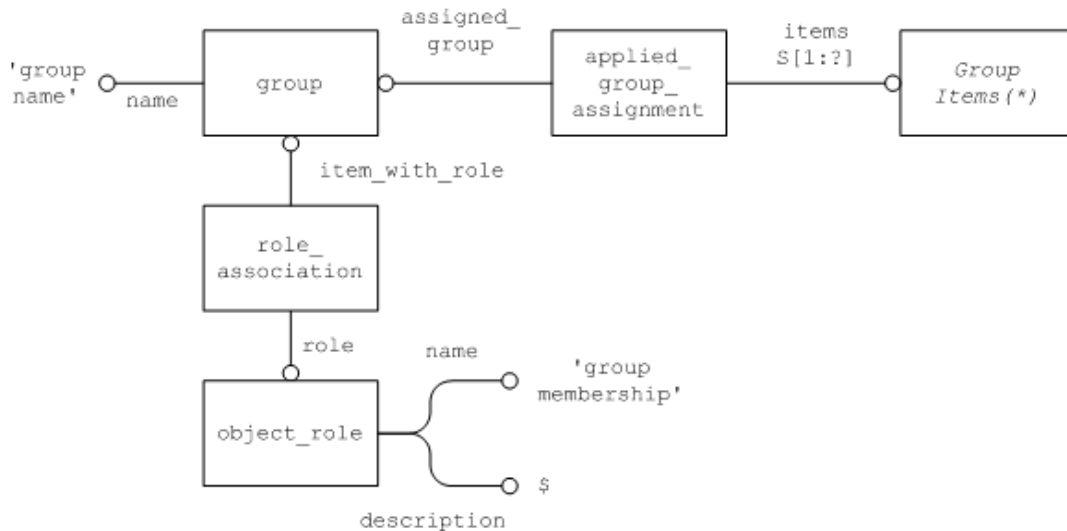 assigned_
group
items
S[1:?]
'group
name'
name
group
applied_
group_
assignment
Group
Items(*)
item_with_role
role_
association
role
name
'group
membership'
object_role
$
description